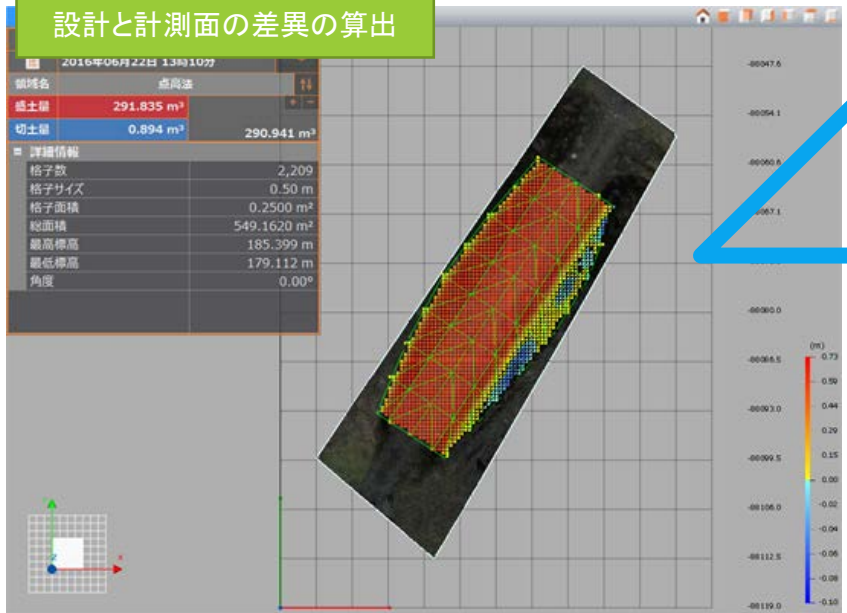 設計と計測面の差異の算出
2016年06月22日 13時10分
領域名 点高法
盛土量 291.835 m³
切土量 0.894 m³ 290.941 m³
詳細情報
格子数 2,209
格子サイズ 0.50 m
格子面積 0.2500 m²
総面積 549.1620 m²
最高標高 185.399 m
最低標高 179.112 m
角度 0.00°
-88047.6
-88054.1
-88060.6
-88080.0
-88086.5
-88093.0
-88099.5
-88106.0
-88112.5
-88119.0
(m)
0.73
0.59
0.44
0.29
0.15
0.00
-0.02
-0.04
-0.06
-0.08
-0.10
x